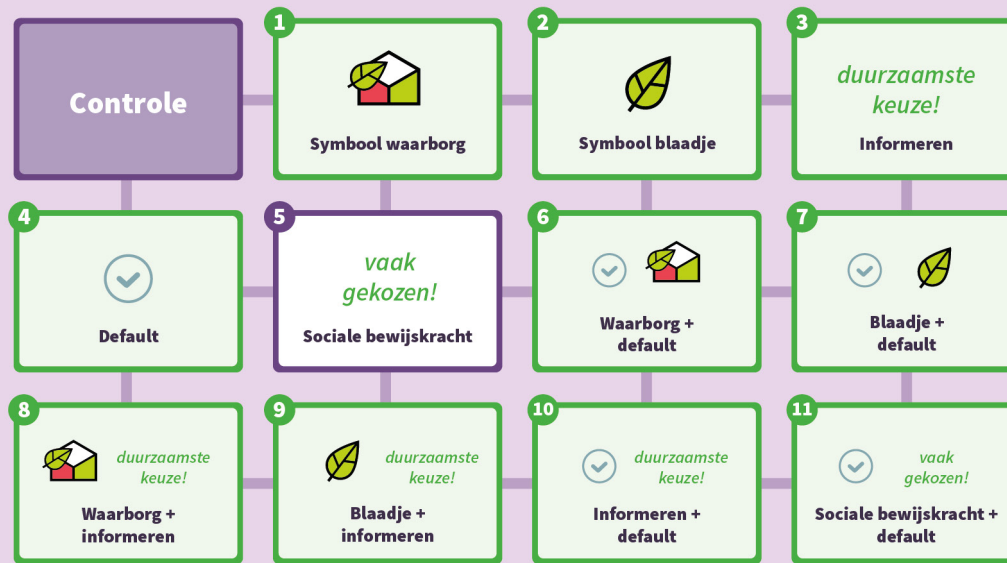 Controle
1
Symbool waarborg
2
Symbool blaadje
3
duurzaamste
keuze!
Informeren
4
Default
5
vaak
gekozen!
Sociale bewijskracht
6
Waarborg +
default
7
Blaadje +
default
8
duurzaamste
keuze!
Waarborg +
informeren
9
duurzaamste
keuze!
Blaadje +
informeren
10
duurzaamste
keuze!
Informeren +
default
11
vaak
gekozen!
Sociale bewijskracht +
default